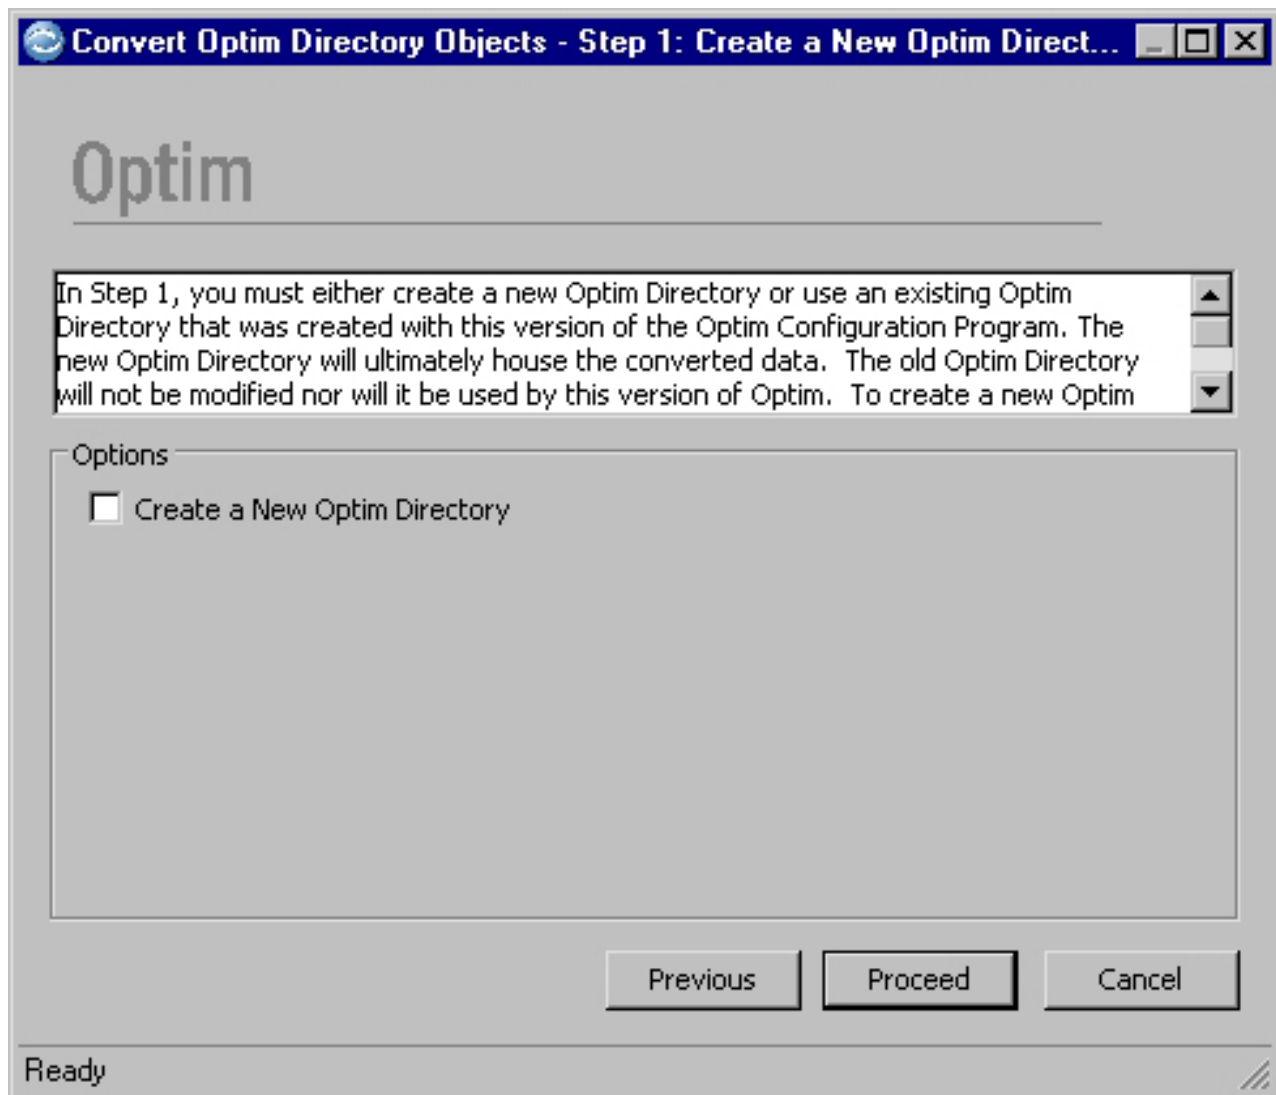 Convert Optim Directory Objects - Step 1: Create a New Optim Direct...
Optim
In Step 1, you must either create a new Optim Directory or use an existing Optim
Directory that was created with this version of the Optim Configuration Program. The
new Optim Directory will ultimately house the converted data.  The old Optim Directory
will not be modified nor will it be used by this version of Optim.  To create a new Optim
Options
Create a New Optim Directory
Previous Proceed Cancel
Ready